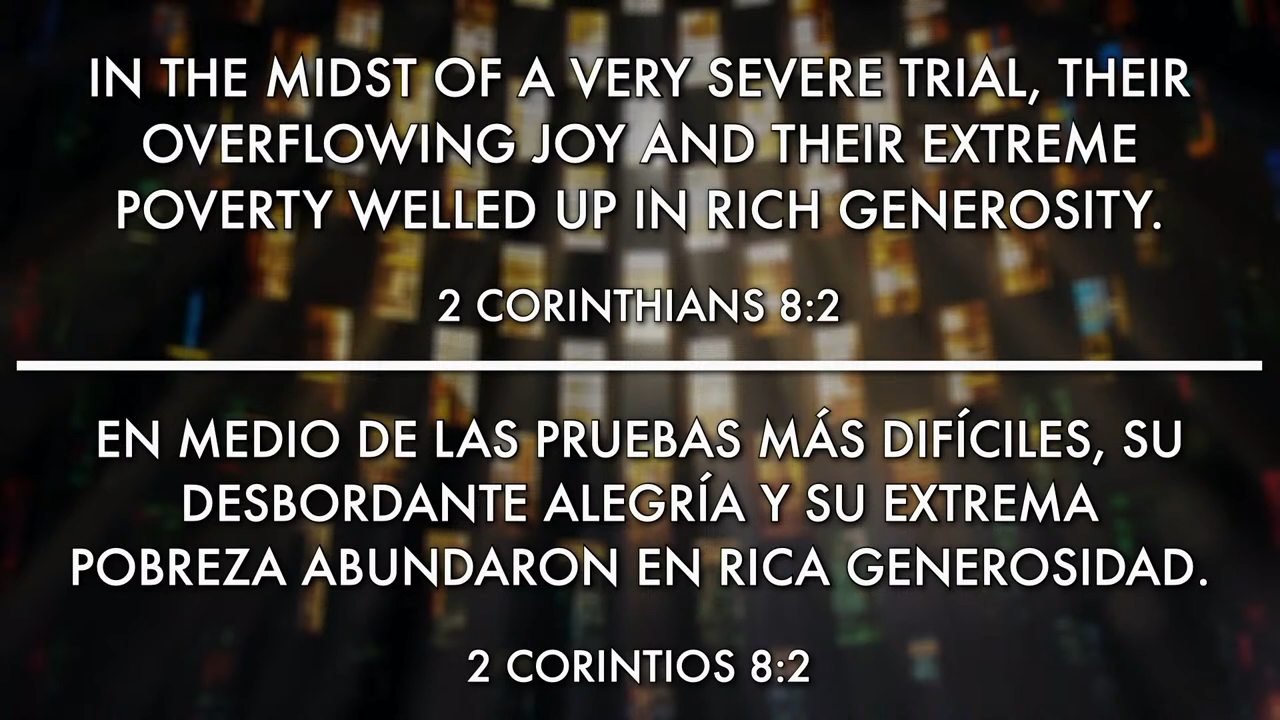 IN THE MIDST OF A VERY SEVERE TRIAL, THEIR
OVERFLOWING JOY AND THEIR EXTREME
POVERTY WELLED UP IN RICH GENEROSITY.
2 CORINTHIANS 8:2
EN MEDIO DE LAS PRUEBAS MÁS DIFÍCILES, SU
DESBORDANTE ALEGRÍA Y SU EXTREMA
POBREZA ABUNDARON EN RICA GENEROSIDAD.
2 CORINTIOS 8:2